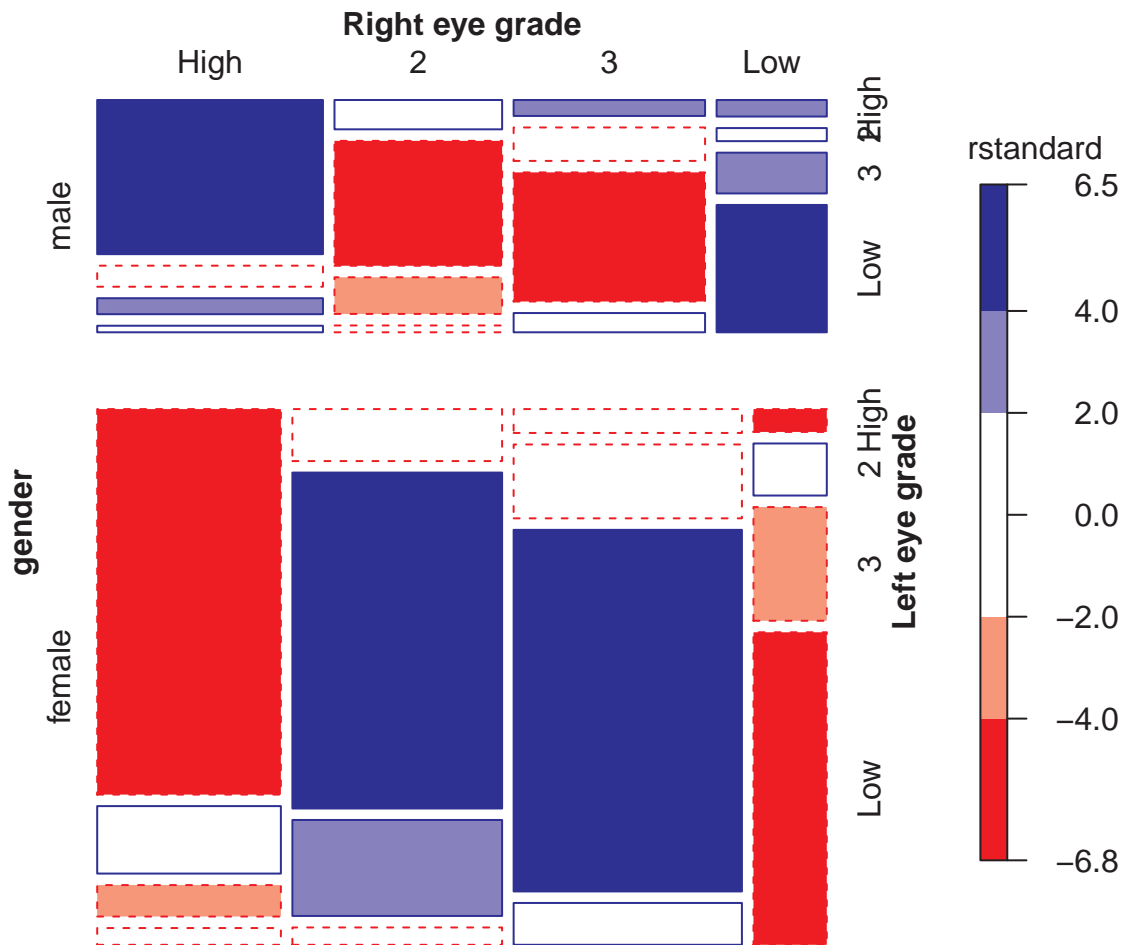 Right eye grade
High 2 3 Low
rstandard
6.5
4.0
2.0
0.0
−2.0
−4.0
−6.8
gender
male
female
High
2
3
Low
High
2
3
Low
Left eye grade